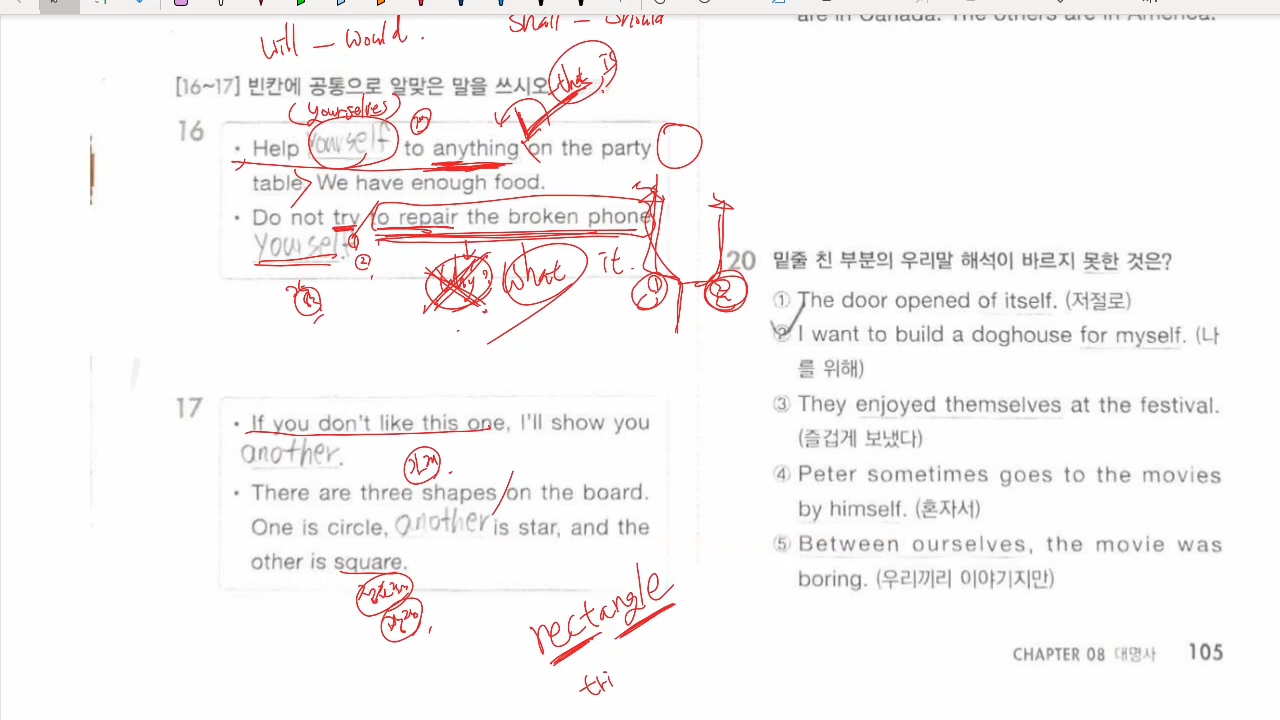 are in Canada. The others are in America.
will – would.
shall – should
[16~17] 빈칸에 공통으로 알맞은 말을 쓰시오
that is
(yourselves)
16
• Help yourself to anything on the party
table. We have enough food.
• Do not try to repair the broken phone
yourself.
① ②
why?
what
it.
① ②
17
• If you don't like this one, I'll show you
another.
• There are three shapes on the board.
One is circle, another is star, and the
other is square.
rectangle
tri
20 밑줄 친 부분의 우리말 해석이 바르지 못한 것은?
① The door opened of itself. (저절로)
② I want to build a doghouse for myself. (나
를 위해)
③ They enjoyed themselves at the festival.
(즐겁게 보냈다)
④ Peter sometimes goes to the movies
by himself. (혼자서)
⑤ Between ourselves, the movie was
boring. (우리끼리 이야기지만)
CHAPTER 08 대명사 105